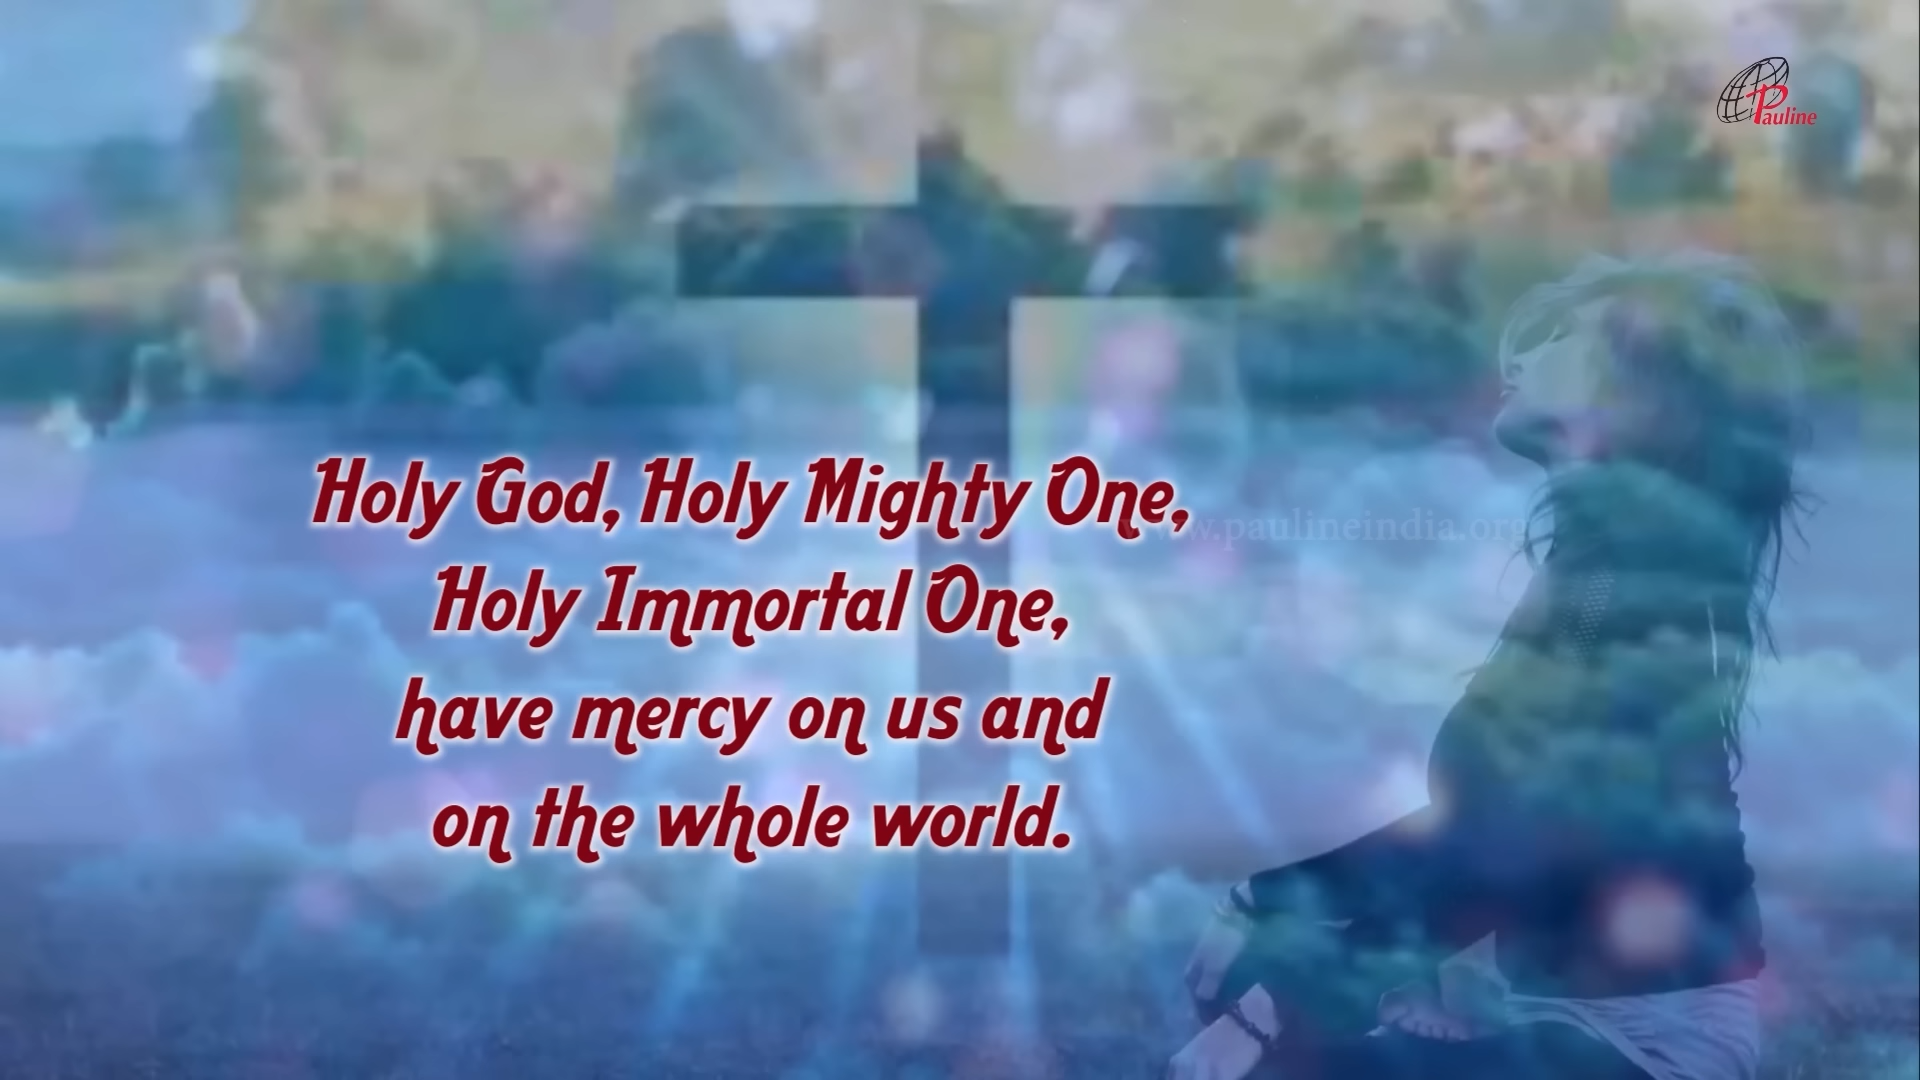 Pauline
Holy God, Holy Mighty One,
www.paulineindia.org
Holy Immortal One,
have mercy on us and
on the whole world.